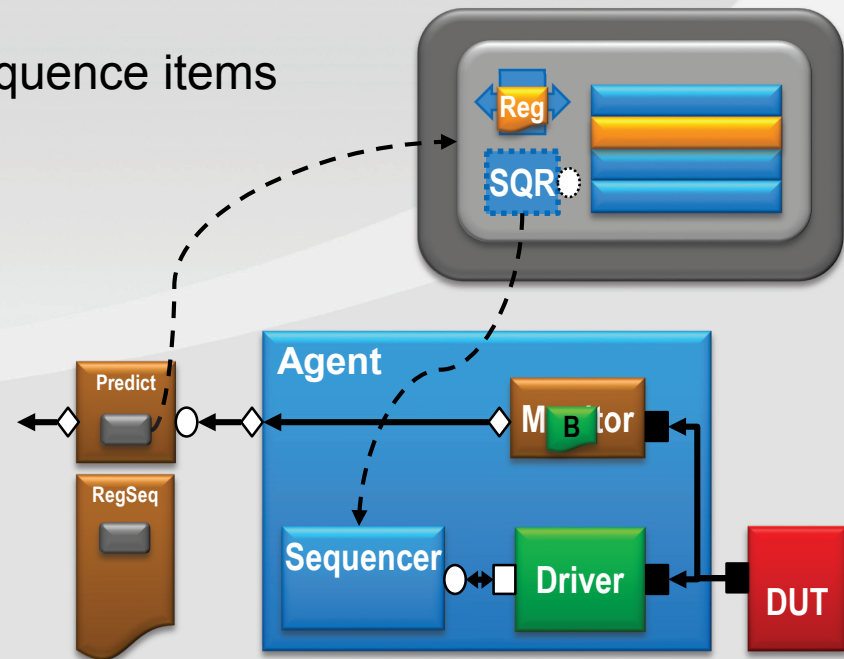 quence items
Reg
SQR
Agent
Predict
B
RegSeq
Sequencer
Driver
DUT